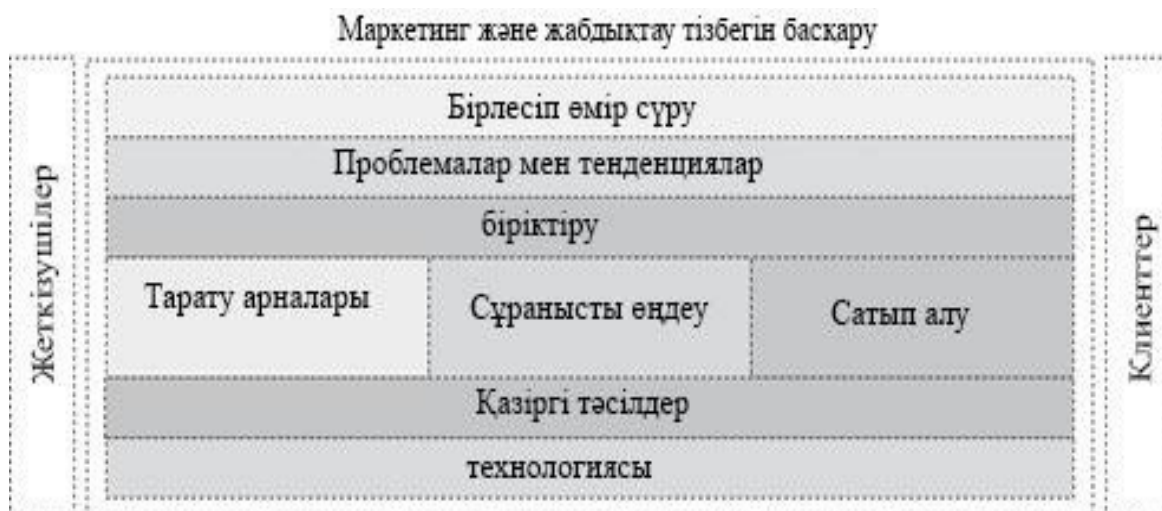 Маркетинг және жабдықтау тізбегін басқару
Жеткізушілер
Бірлесіп өмір сүру
Проблемалар мен тенденциялар
біріктіру
Тарату арналары
Сұранысты өңдеу
Сатып алу
Қазіргі тәсілдер
технологиясы
Клиенттер